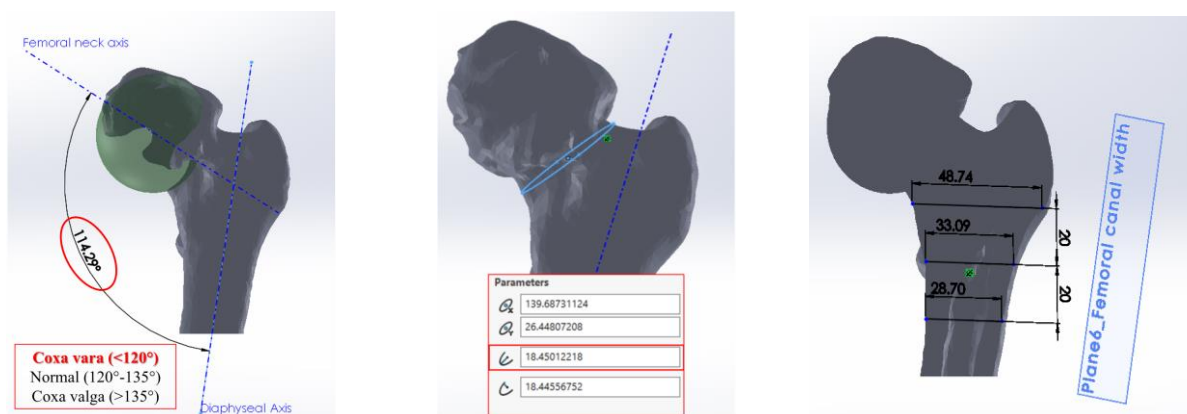 Femoral neck axis
114.29°
Coxa vara (<120°)
Normal (120°-135°)
Coxa valga (>135°)
Diaphyseal Axis
Parameters
139.68731124
26.44807208
18.45012218
18.44556752
48.74
33.09
28.70
20
20
Plane6_Femoral canal width